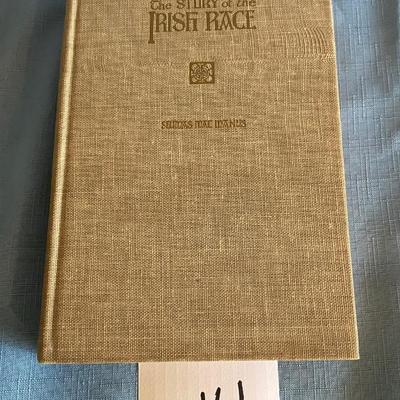 The STORY of the
IRISH RACE
SEUMAS MAC MANUS